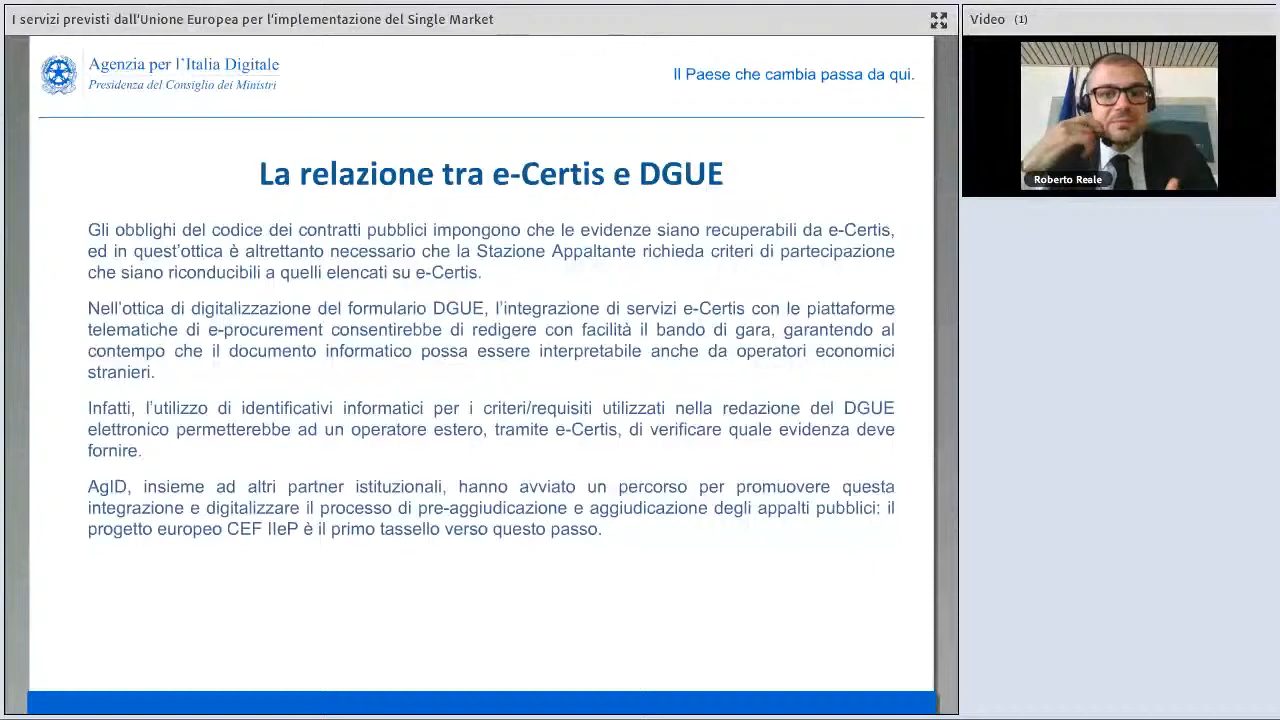 I servizi previsti dall'Unione Europea per l'implementazione del Single Market
Video (1)
Agenzia per l'Italia Digitale
Presidenza del Consiglio dei Ministri
Il Paese che cambia passa da qui.
Roberto Reale
La relazione tra e-Certis e DGUE
Gli obblighi del codice dei contratti pubblici impongono che le evidenze siano recuperabili da e-Certis,
ed in quest'ottica è altrettanto necessario che la Stazione Appaltante richieda criteri di partecipazione
che siano riconducibili a quelli elencati su e-Certis.
Nell'ottica di digitalizzazione del formulario DGUE, l'integrazione di servizi e-Certis con le piattaforme
telematiche di e-procurement consentirebbe di redigere con facilità il bando di gara, garantendo al
contempo che il documento informatico possa essere interpretabile anche da operatori economici
stranieri.
Infatti, l'utilizzo di identificativi informatici per i criteri/requisiti utilizzati nella redazione del DGUE
elettronico permetterebbe ad un operatore estero, tramite e-Certis, di verificare quale evidenza deve
fornire.
AgID, insieme ad altri partner istituzionali, hanno avviato un percorso per promuovere questa
integrazione e digitalizzare il processo di pre-aggiudicazione e aggiudicazione degli appalti pubblici: il
progetto europeo CEF IIeP è il primo tassello verso questo passo.